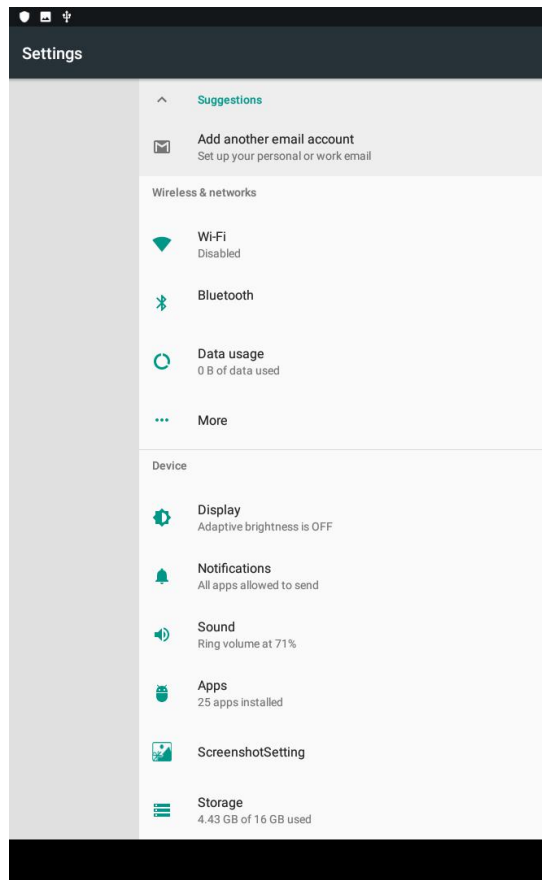 Settings
Suggestions
Add another email account
Set up your personal or work email
Wireless & networks
Wi-Fi
Disabled
Bluetooth
Data usage
0 B of data used
More
Device
Display
Adaptive brightness is OFF
Notifications
All apps allowed to send
Sound
Ring volume at 71%
Apps
25 apps installed
ScreenshotSetting
Storage
4.43 GB of 16 GB used